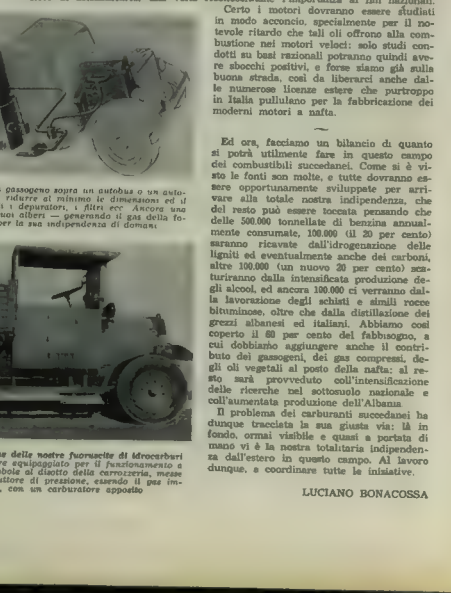 Certo i motori dovranno essere studiati
in modo acconcio, specialmente per il no-
tevole ritardo che tali oli offrono alla com-
bustione nei motori veloci: solo studi con-
dotti su basi razionali potranno quindi ave-
re sbocchi positivi, e forse siamo già sulla
buona strada, così da liberarci anche dal-
le numerose licenze estere che purtroppo
in Italia pullulano per la fabbricazione dei
moderni motori a nafta.
Ed ora, facciamo un bilancio di quanto
si potrà utilmente fare in questo campo
dei combustibili succedanei. Come si è vi-
sto le fonti son molte, e tutte dovranno es-
sere opportunamente sviluppate per arri-
vare alla totale nostra indipendenza, che
del resto può essere toccata pensando che
delle 500.000 tonnellate di benzina annual-
mente consumate, 100.000 (il 20 per cento)
saranno ricavate dall'idrogenazione delle
ligniti ed eventualmente anche dei carboni,
altre 100.000 (un nuovo 20 per cento) sca-
turiranno dalla intensificata produzione de-
gli alcool, ed ancora 100.000 ci verranno dal-
la lavorazione degli schisti e simili rocce
bituminose, oltre che dalla distillazione dei
grezzi albanesi ed italiani. Abbiamo così
coperto il 60 per cento del fabbisogno, a
cui dobbiamo aggiungere anche il contri-
buto dei gassogeni, dei gas compressi, de-
gli oli vegetali al posto della nafta: al re-
sto sarà provveduto coll'intensificazione
delle ricerche nel sottosuolo nazionale e
coll'aumentata produzione dell'Albania
Il problema dei carburanti succedanei ha
dunque tracciata la sua giusta via: là in
fondo, ormai visibile e quasi a portata di
mano vi è la nostra totalitaria indipenden-
za dall'estero in questo campo. Al lavoro
dunque, a coordinare tutte le iniziative.
LUCIANO BONACOSSA
gassogeno sopra un autobus o un auto-
ridurre al minimo le dimensioni ed il
i depuratori, i filtri ecc Ancora una
uoi alberi — generando il gas della fo-
per la sua indipendenza di domani
delle nostre fuoruscite di idrocarburi
re equipaggiato per il funzionamento a
bole al disotto della carrozzeria, messe
uttore di pressione, essendo il gas im-
, con un carburatore apposito